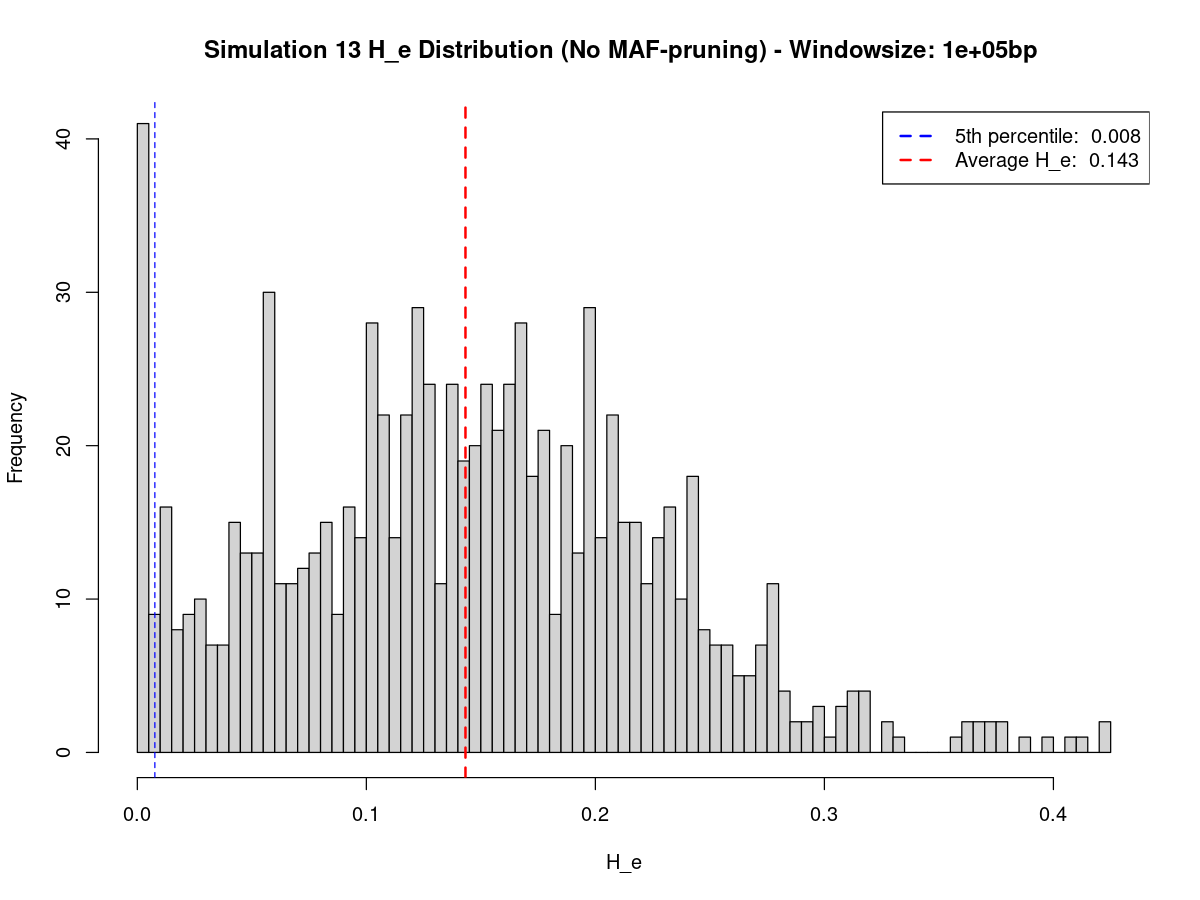 Simulation 13 H_e Distribution (No MAF-pruning) - Windowsize: 1e+05bp
5th percentile: 0.008
Average H_e: 0.143
Frequency
40
30
20
10
0
0.0 0.1 0.2 0.3 0.4
H_e